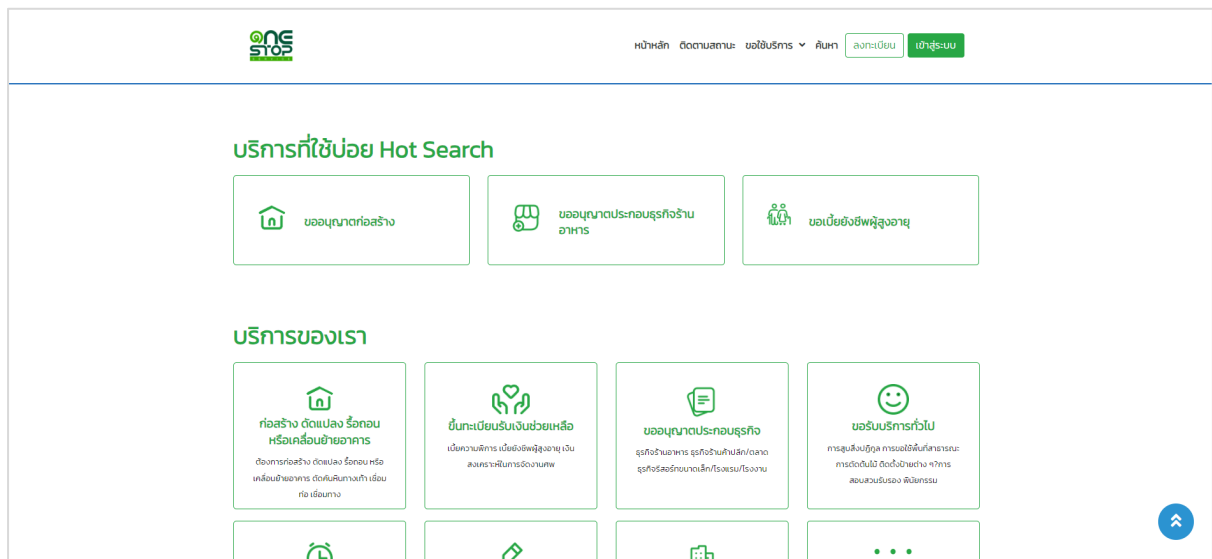 ๑NE
STOP
หน้าหลัก ติดตามสถานะ ขอใช้บริการ ค้นหา ลงทะเบียน เข้าสู่ระบบ
บริการที่ใช้บ่อย Hot Search
ขออนุญาตก่อสร้าง
ขออนุญาตประกอบธุรกิจร้าน
อาหาร
ขอเบี้ยยังชีพผู้สูงอายุ
บริการของเรา
ก่อสร้าง ดัดแปลง รื้อถอน
หรือเคลื่อนย้ายอาคาร
ต้องการก่อสร้าง ดัดแปลง รื้อถอน หรือ
เคลื่อนย้ายอาคาร ตัดคันหินทางเท้า เชื่อม
ท่อ เชื่อมทาง
ขึ้นทะเบียนรับเงินช่วยเหลือ
เบี้ยความพิการ เบี้ยยังชีพผู้สูงอายุ เงิน
สงเคราะห์ในการจัดงานศพ
ขออนุญาตประกอบธุรกิจ
ธุรกิจร้านอาหาร ธุรกิจร้านค้าปลีก/ตลาด
ธุรกิจรีสอร์ทขนาดเล็ก/โรงแรม/โรงงาน
ขอรับบริการทั่วไป
การสูบสิ่งปฏิกูล การขอใช้พื้นที่สาธารณะ
การตัดต้นไม้ ติดตั้งป้ายต่าง ๆ?การ
สอบสวนรับรอง พินัยกรรม